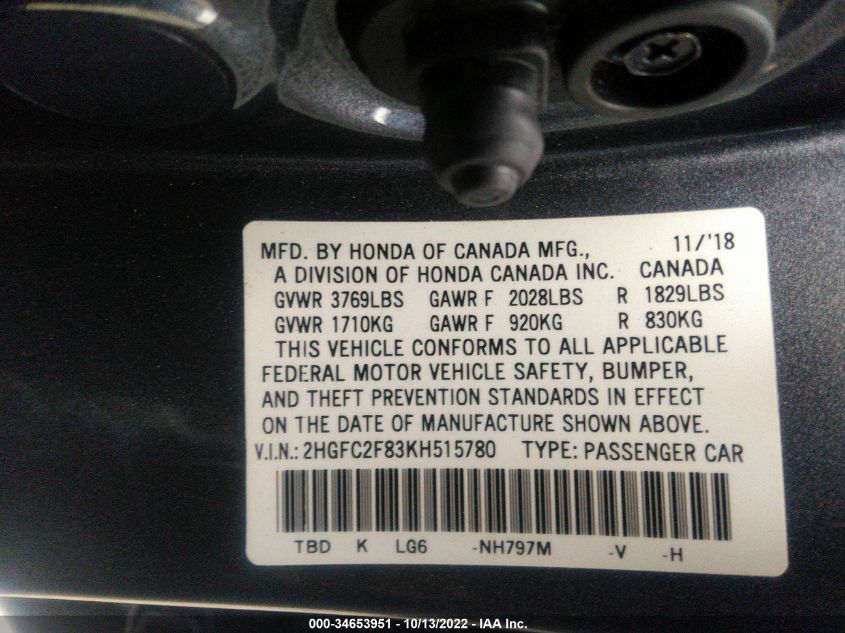 MFD. BY HONDA OF CANADA MFG., 11/'18
A DIVISION OF HONDA CANADA INC. CANADA
GVWR 3769LBS GAWR F 2028LBS R 1829LBS
GVWR 1710KG GAWR F 920KG R 830KG
THIS VEHICLE CONFORMS TO ALL APPLICABLE
FEDERAL MOTOR VEHICLE SAFETY, BUMPER,
AND THEFT PREVENTION STANDARDS IN EFFECT
ON THE DATE OF MANUFACTURE SHOWN ABOVE.
V.I.N.: 2HGFC2F83KH515780 TYPE: PASSENGER CAR
TBD K LG6 -NH797M -V -H
000-34653951 - 10/13/2022 - IAA Inc.